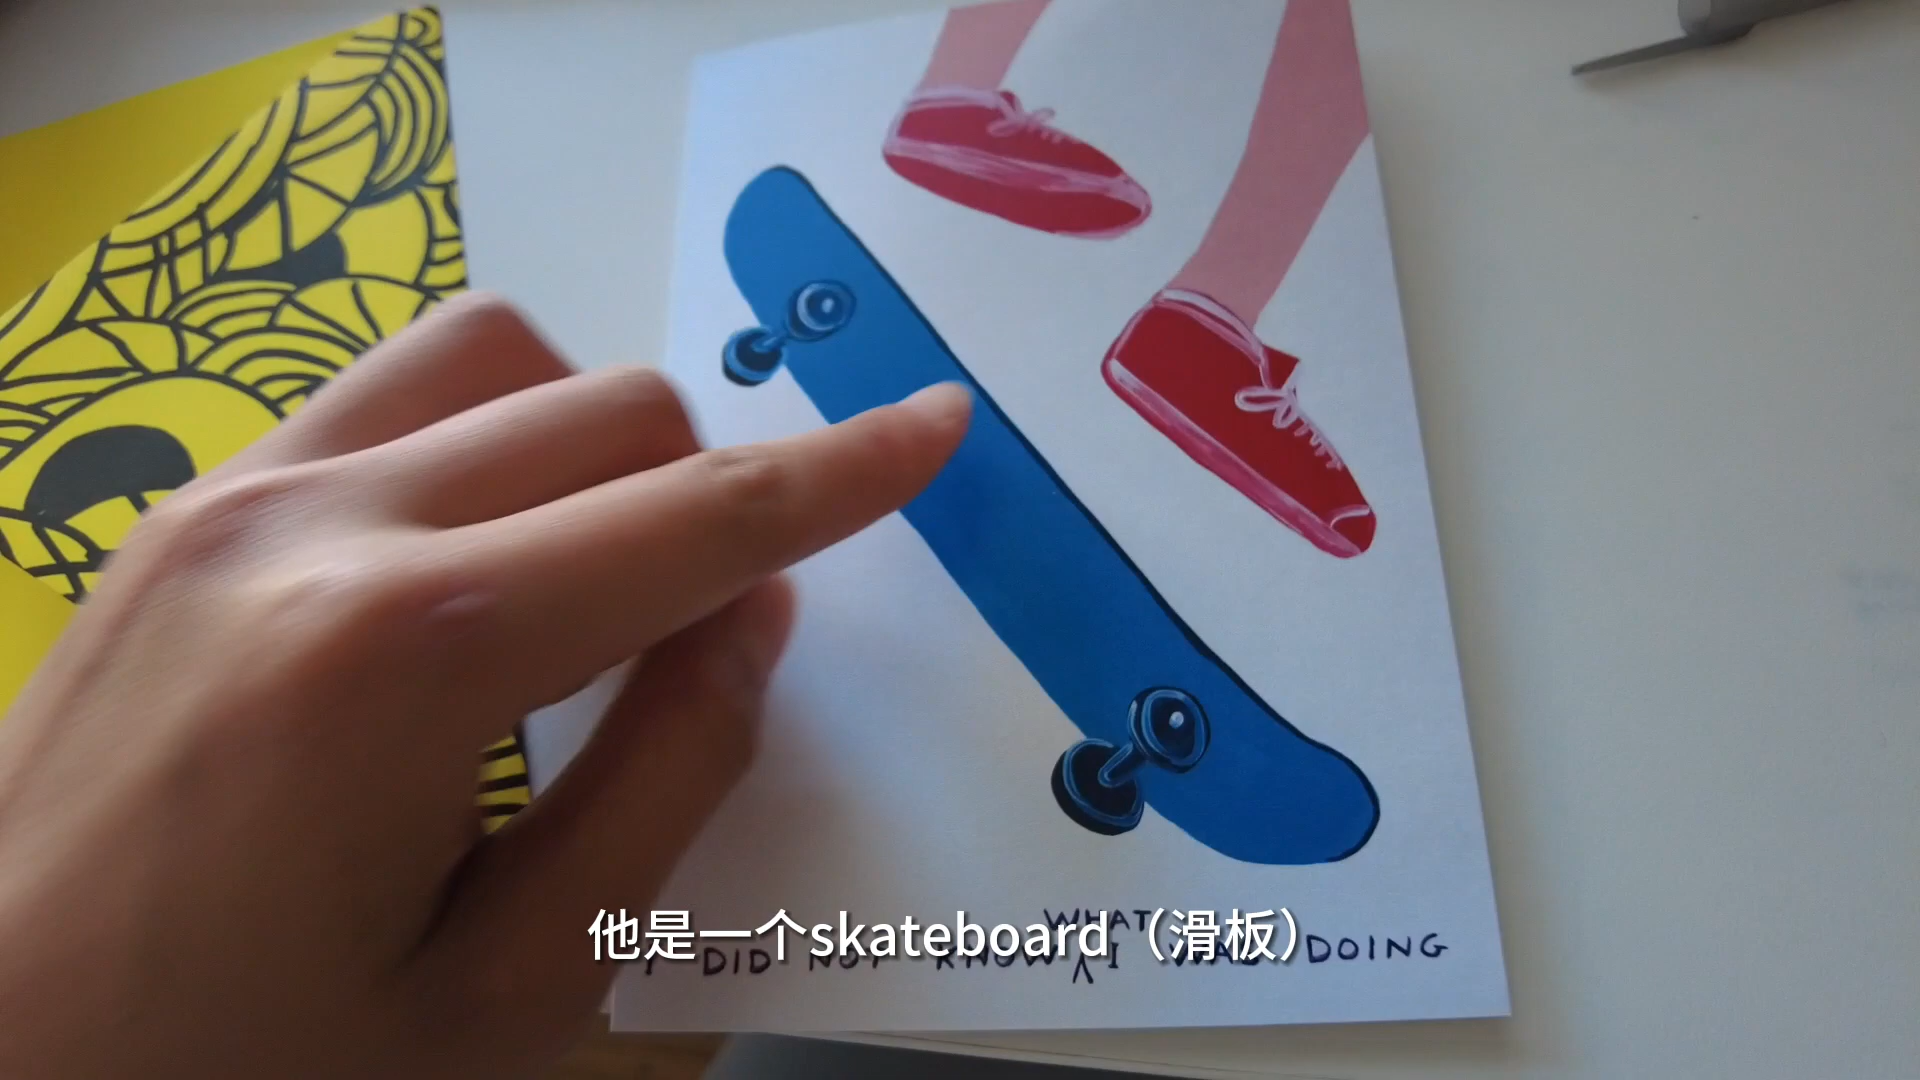 WHAT
I DID NOT KNOW ⋀ I WAS DOING
他是一个skateboard（滑板）